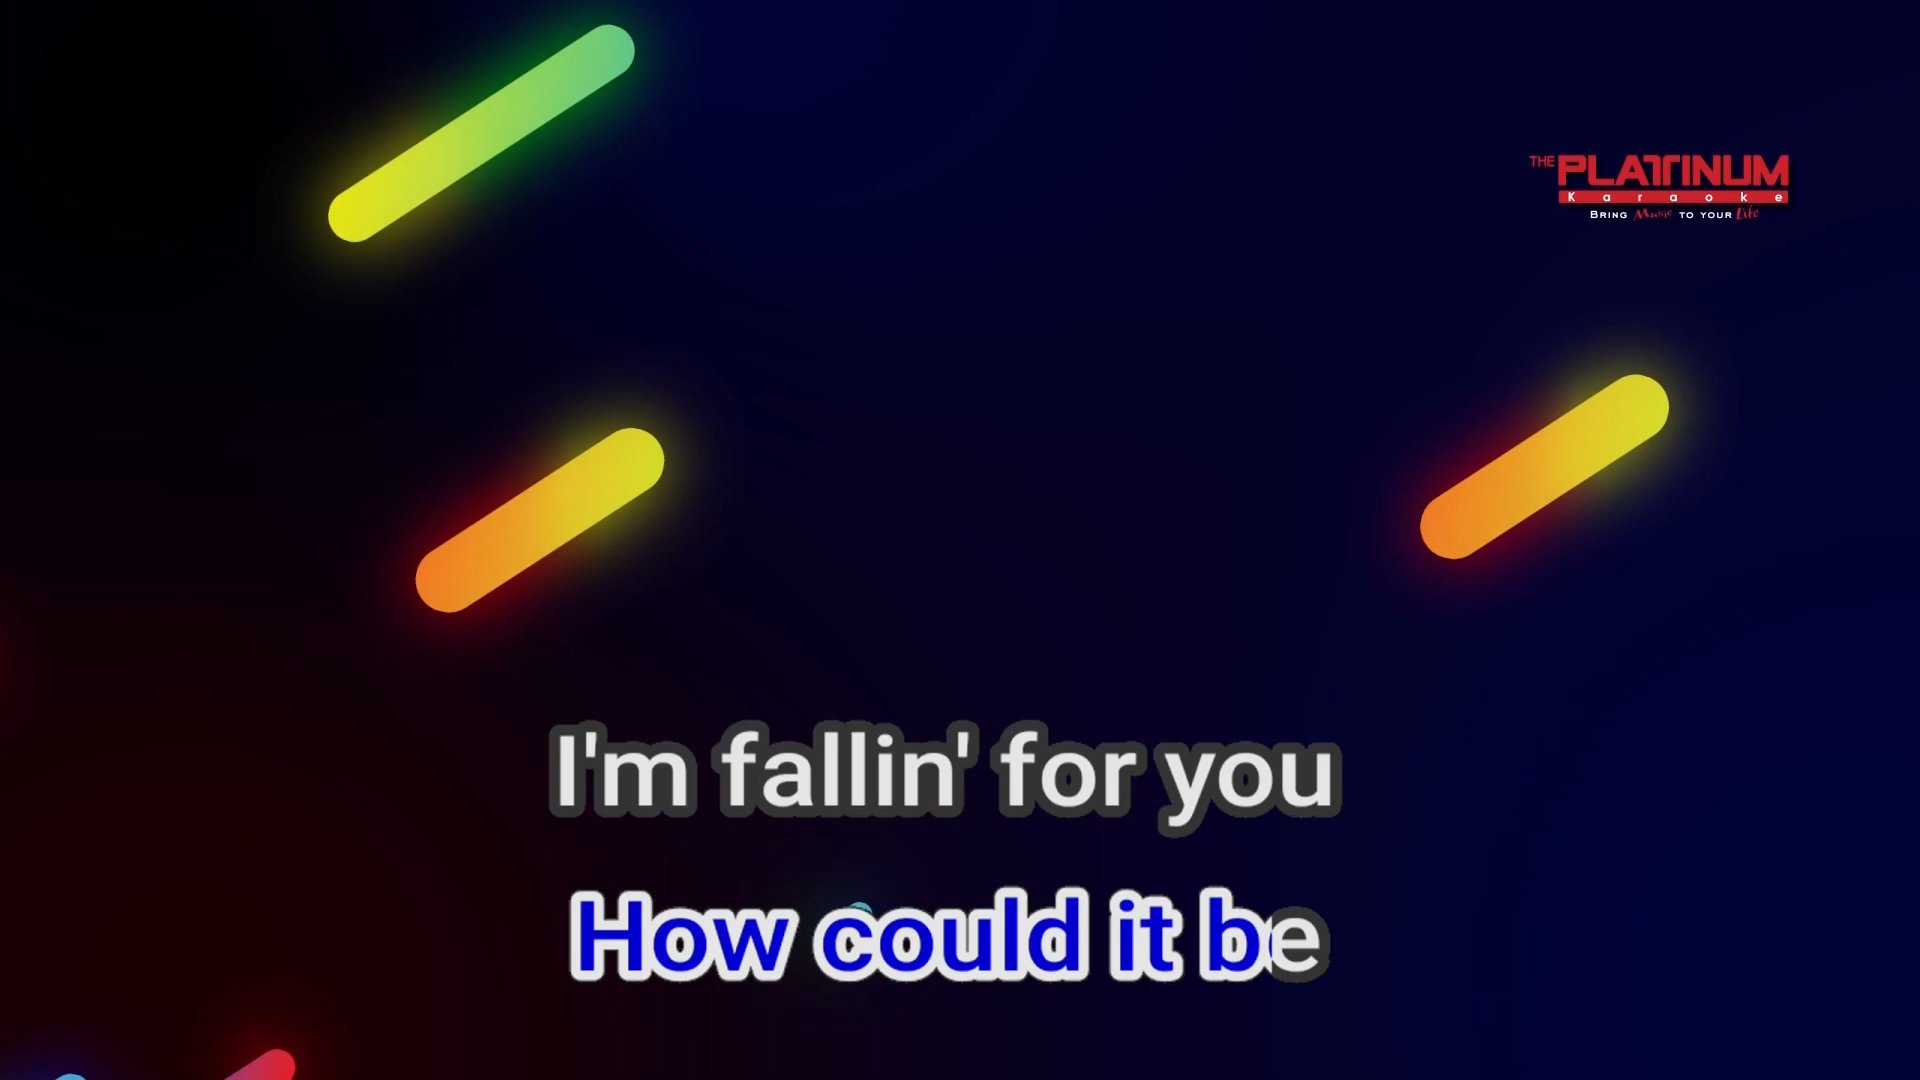 THE PLATINUM
Karaoke
BRING Music TO YOUR Life
I'm fallin' for you
How could it be